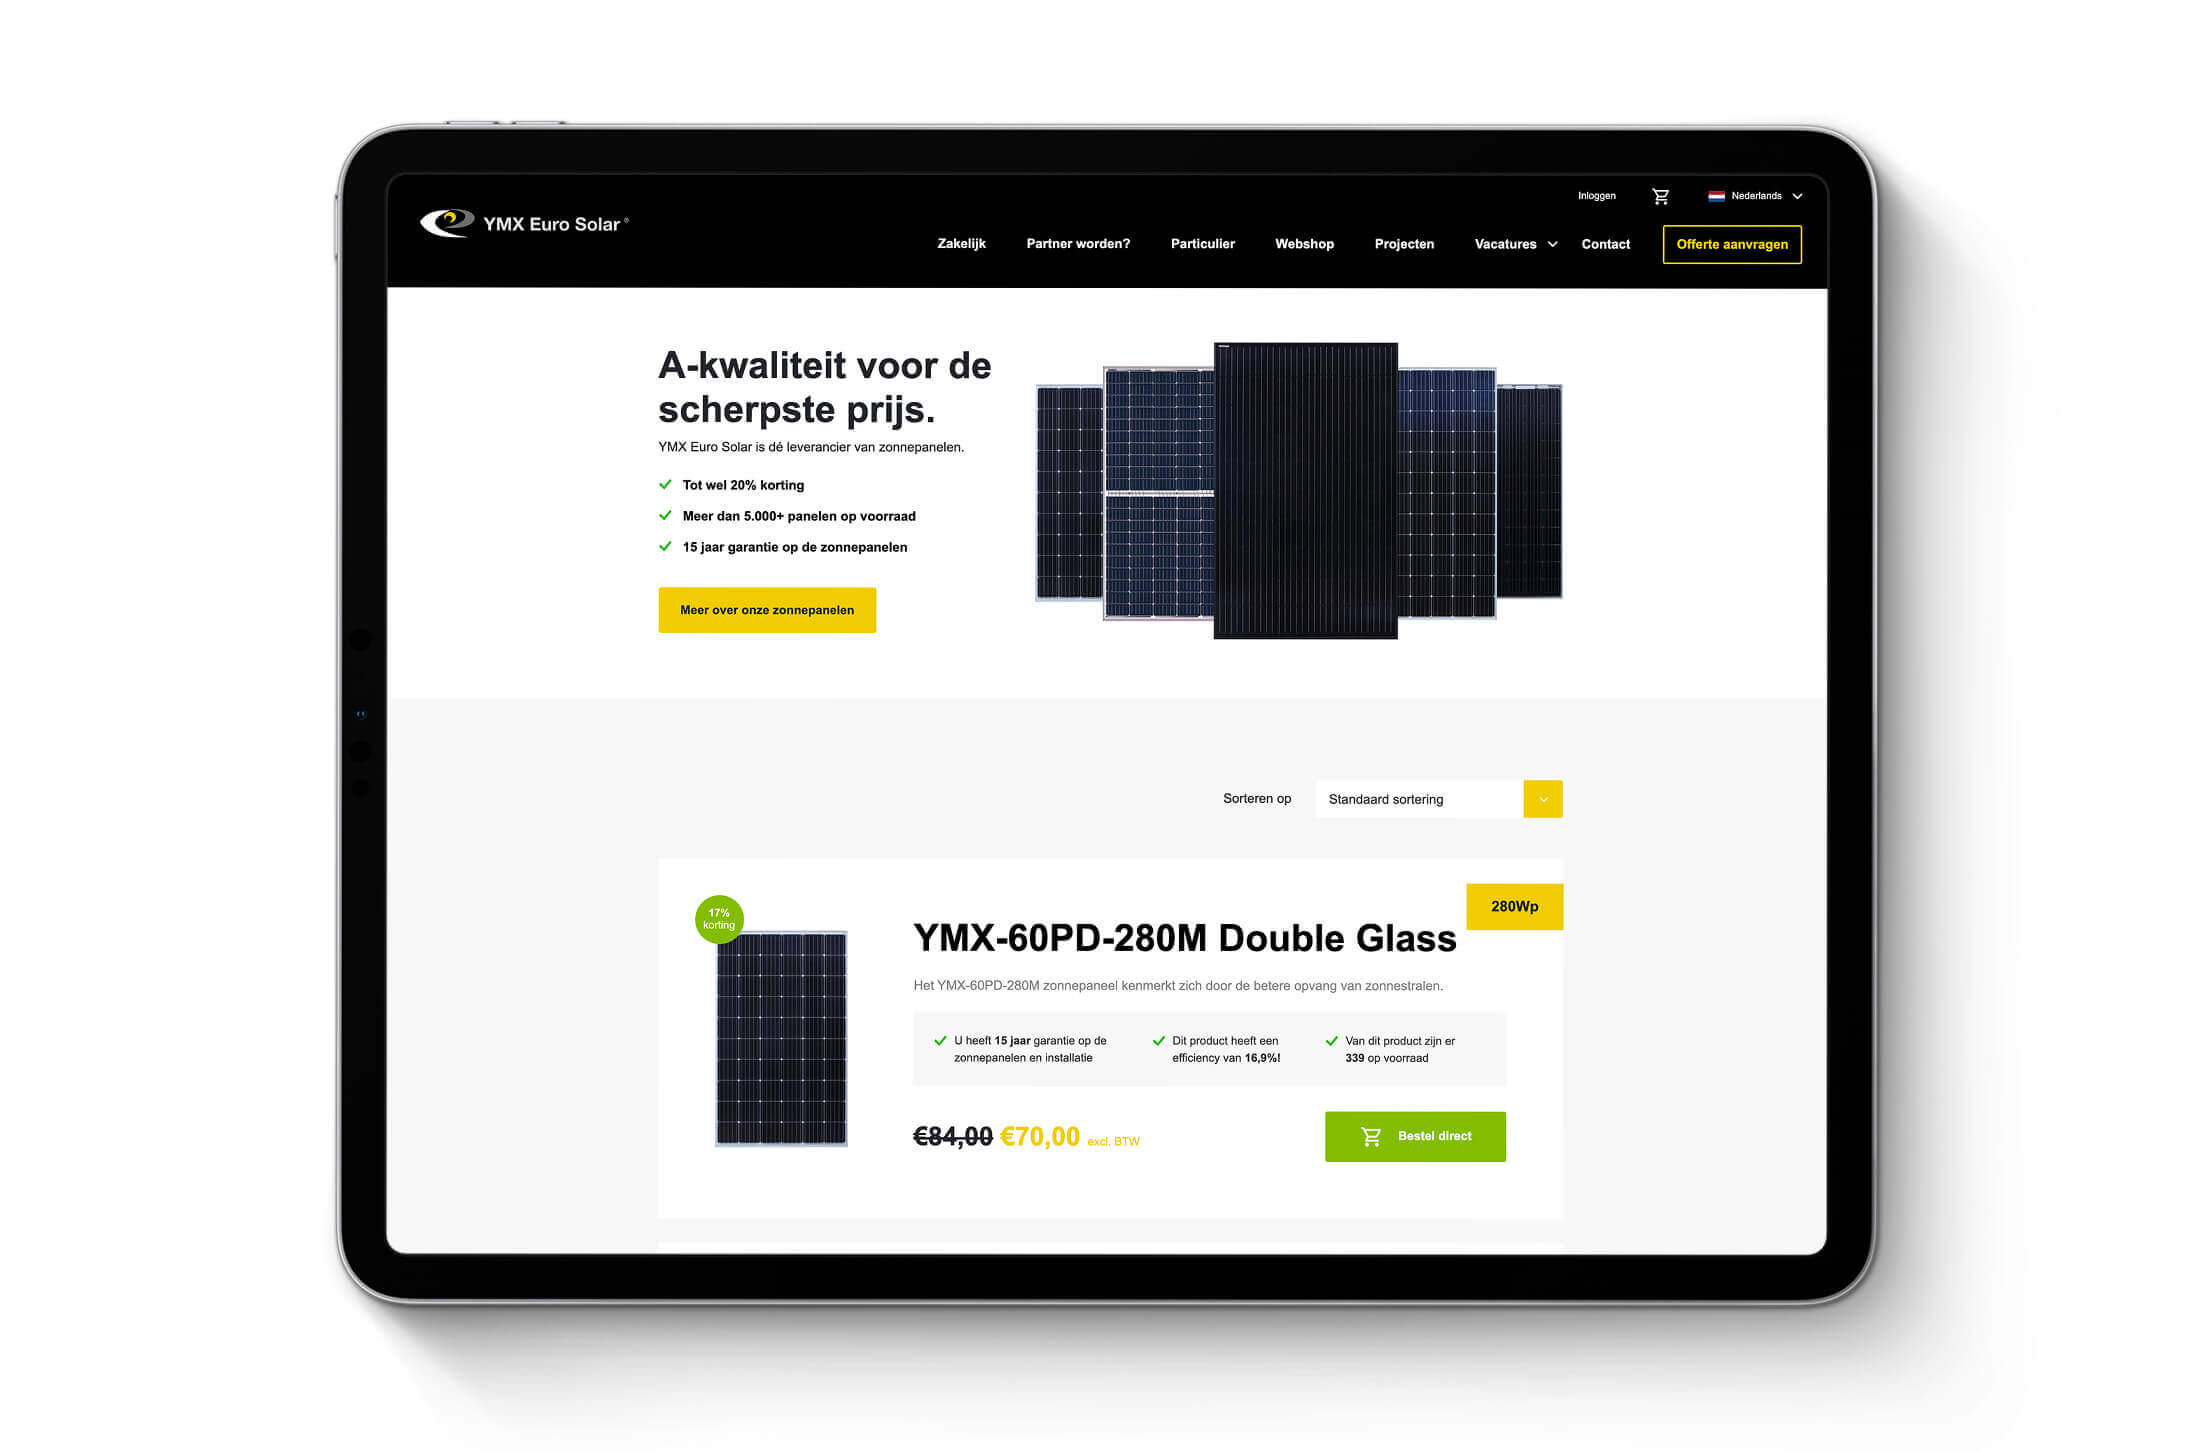 Inloggen
Nederlands
YMX Euro Solar®
Zakelijk Partner worden? Particulier Webshop Projecten Vacatures Contact Offerte aanvragen
A-kwaliteit voor de
scherpste prijs.
YMX Euro Solar is dé leverancier van zonnepanelen.
Tot wel 20% korting
Meer dan 5.000+ panelen op voorraad
15 jaar garantie op de zonnepanelen
Meer over onze zonnepanelen
Sorteren op Standaard sortering
17%
korting
280Wp
YMX-60PD-280M Double Glass
Het YMX-60PD-280M zonnepaneel kenmerkt zich door de betere opvang van zonnestralen.
U heeft 15 jaar garantie op de
zonnepanelen en installatie
Dit product heeft een
efficiency van 16,9%!
Van dit product zijn er
339 op voorraad
€84,00 €70,00 excl. BTW
Bestel direct